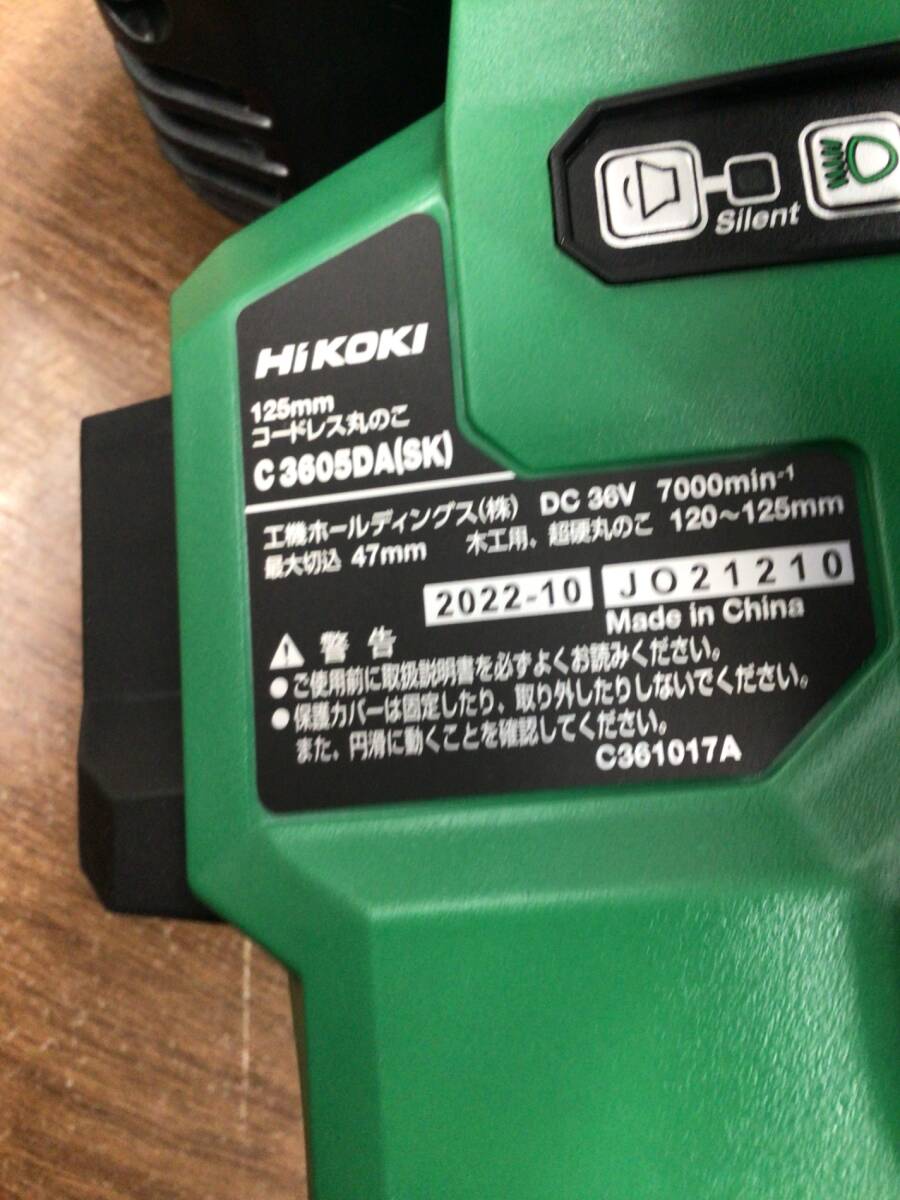 Silent
HiKOKI
125mm
コードレス丸のこ
C 3605DA(SK)
工機ホールディングス(株) DC 36V 7000min-1
最大切込 47mm 木工用、超硬丸のこ 120～125mm
2022-10 JO21210
Made in China
警告
●ご使用前に取扱説明書を必ずよくお読みください。
●保護カバーは固定したり、取り外したりしないでください。
また、円滑に動くことを確認してください。
C361017A